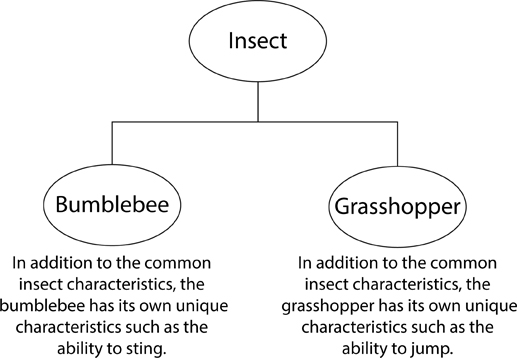 Insect
Bumblebee
Grasshopper
In addition to the common
insect characteristics, the
bumblebee has its own unique
characteristics such as the
ability to sting.
In addition to the common
insect characteristics, the
grasshopper has its own unique
characteristics such as the
ability to jump.